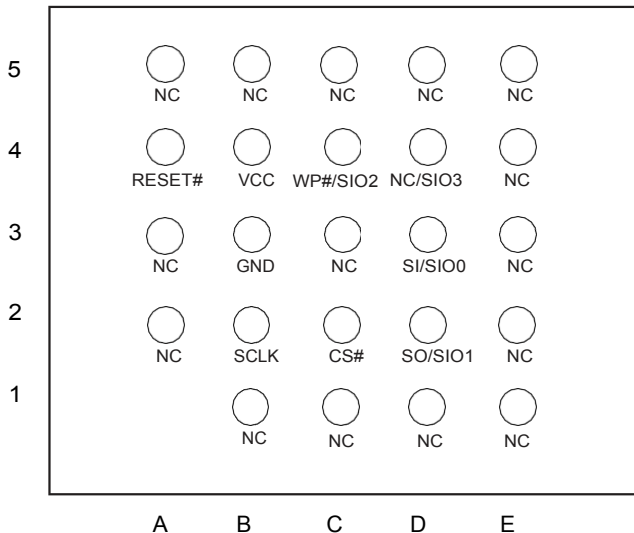 5
NC NC NC NC NC
4
RESET# VCC WP#/SIO2 NC/SIO3 NC
3
NC GND NC SI/SIO0 NC
2
NC SCLK CS# SO/SIO1 NC
1
NC NC NC NC
A B C D E